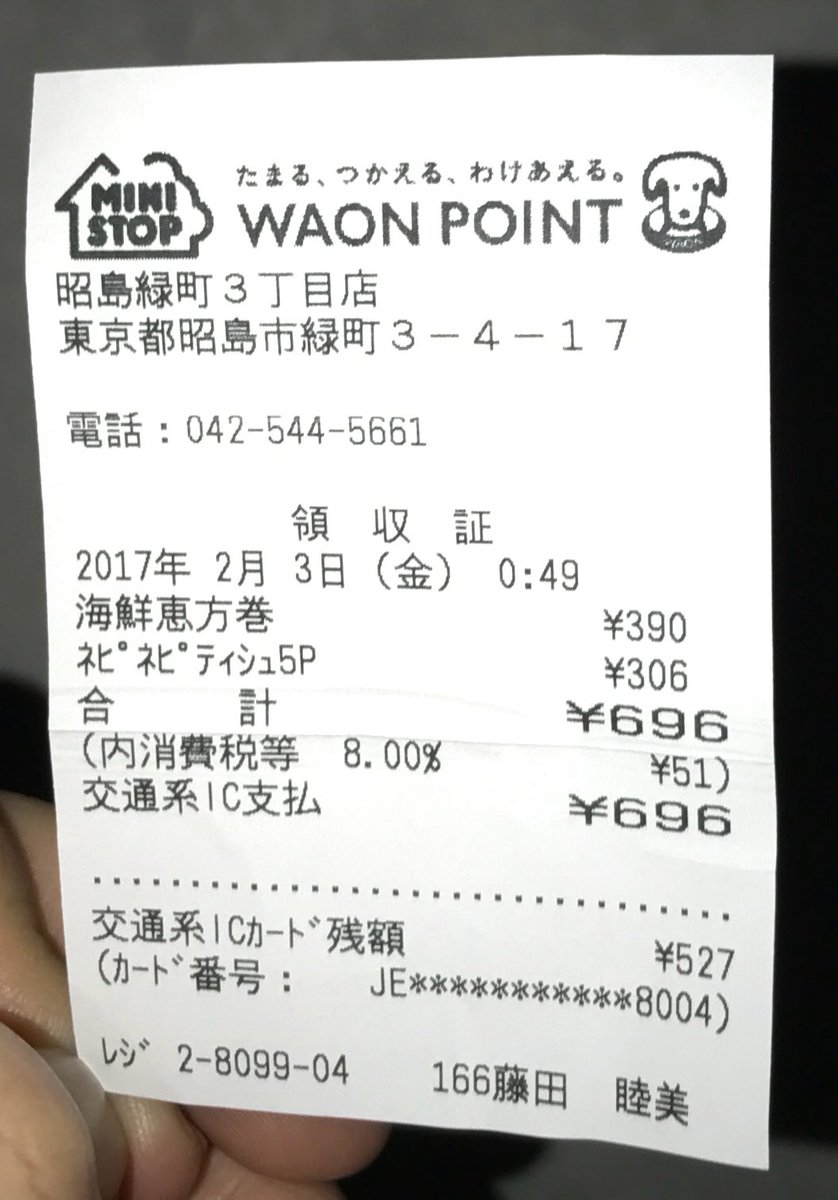 MINI
STOP
たまる、つかえる、わけあえる。
WAON POINT
昭島緑町3丁目店
東京都昭島市緑町3-4-17
電話:042-544-5661
領 収 証
2017年 2月 3日 (金) 0:49
海鮮恵方巻 ¥390
ネピネピティシュ5P ¥306
合 計 ¥696
(内消費税等 8.00% ¥51)
交通系IC支払 ¥696
交通系ICカード残額 ¥527
(カード番号: JE***********8004)
レジ 2-8099-04 166藤田 睦美